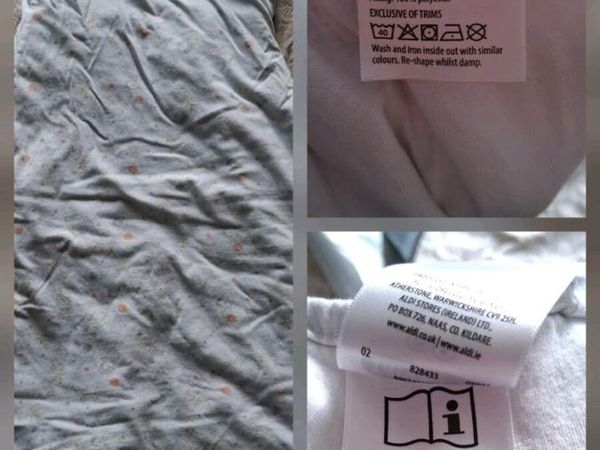 100% polyester
EXCLUSIVE OF TRIMS
40
Wash and iron inside out with similar
colours. Re-shape whilst damp.
ATHERSTONE, WARWICKSHIRE CV9 2SH.
ALDI STORES (IRELAND) LTD.,
PO BOX 726, NAAS, CO. KILDARE.
www.aldi.co.uk / www.aldi.ie
02
828433
i